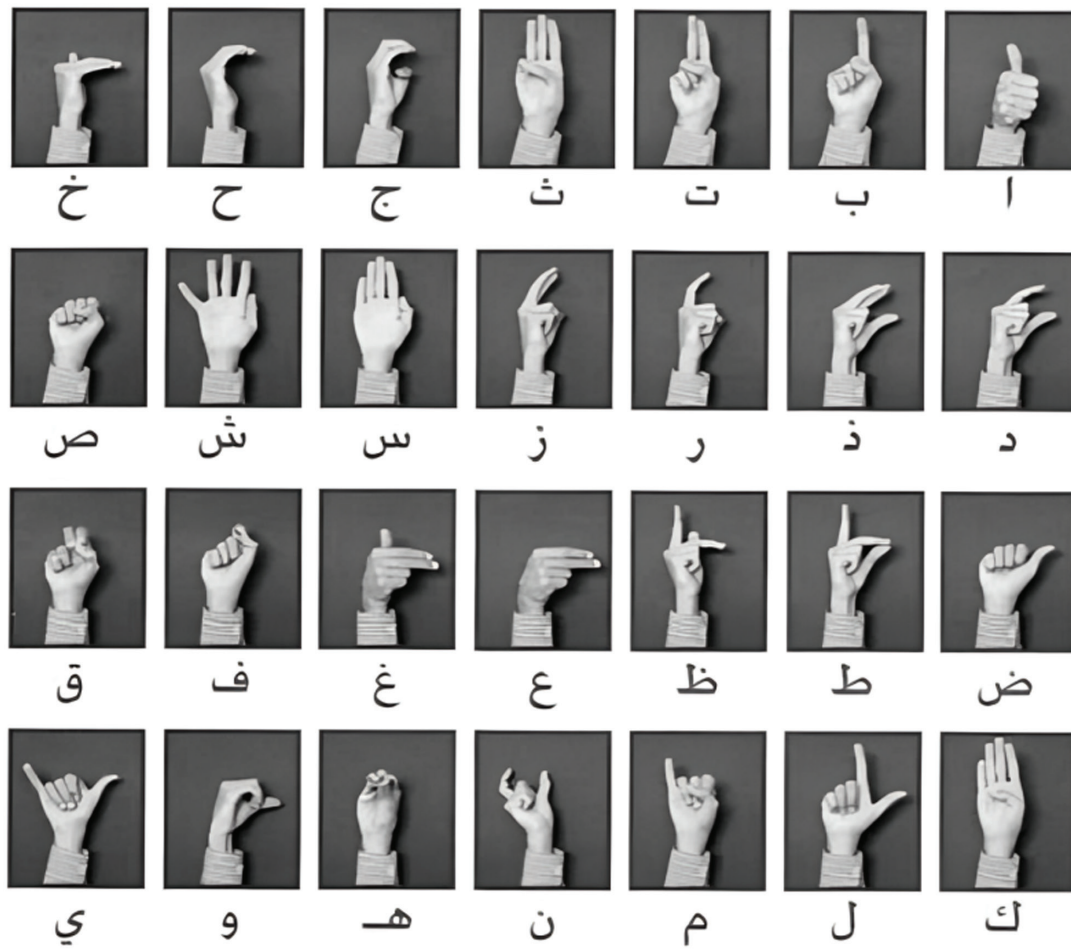 ا ب ت ث ج ح خ
د ذ ر ز س ش ص
ض ط ظ ع غ ف ق
ك ل م ن هـ و ي